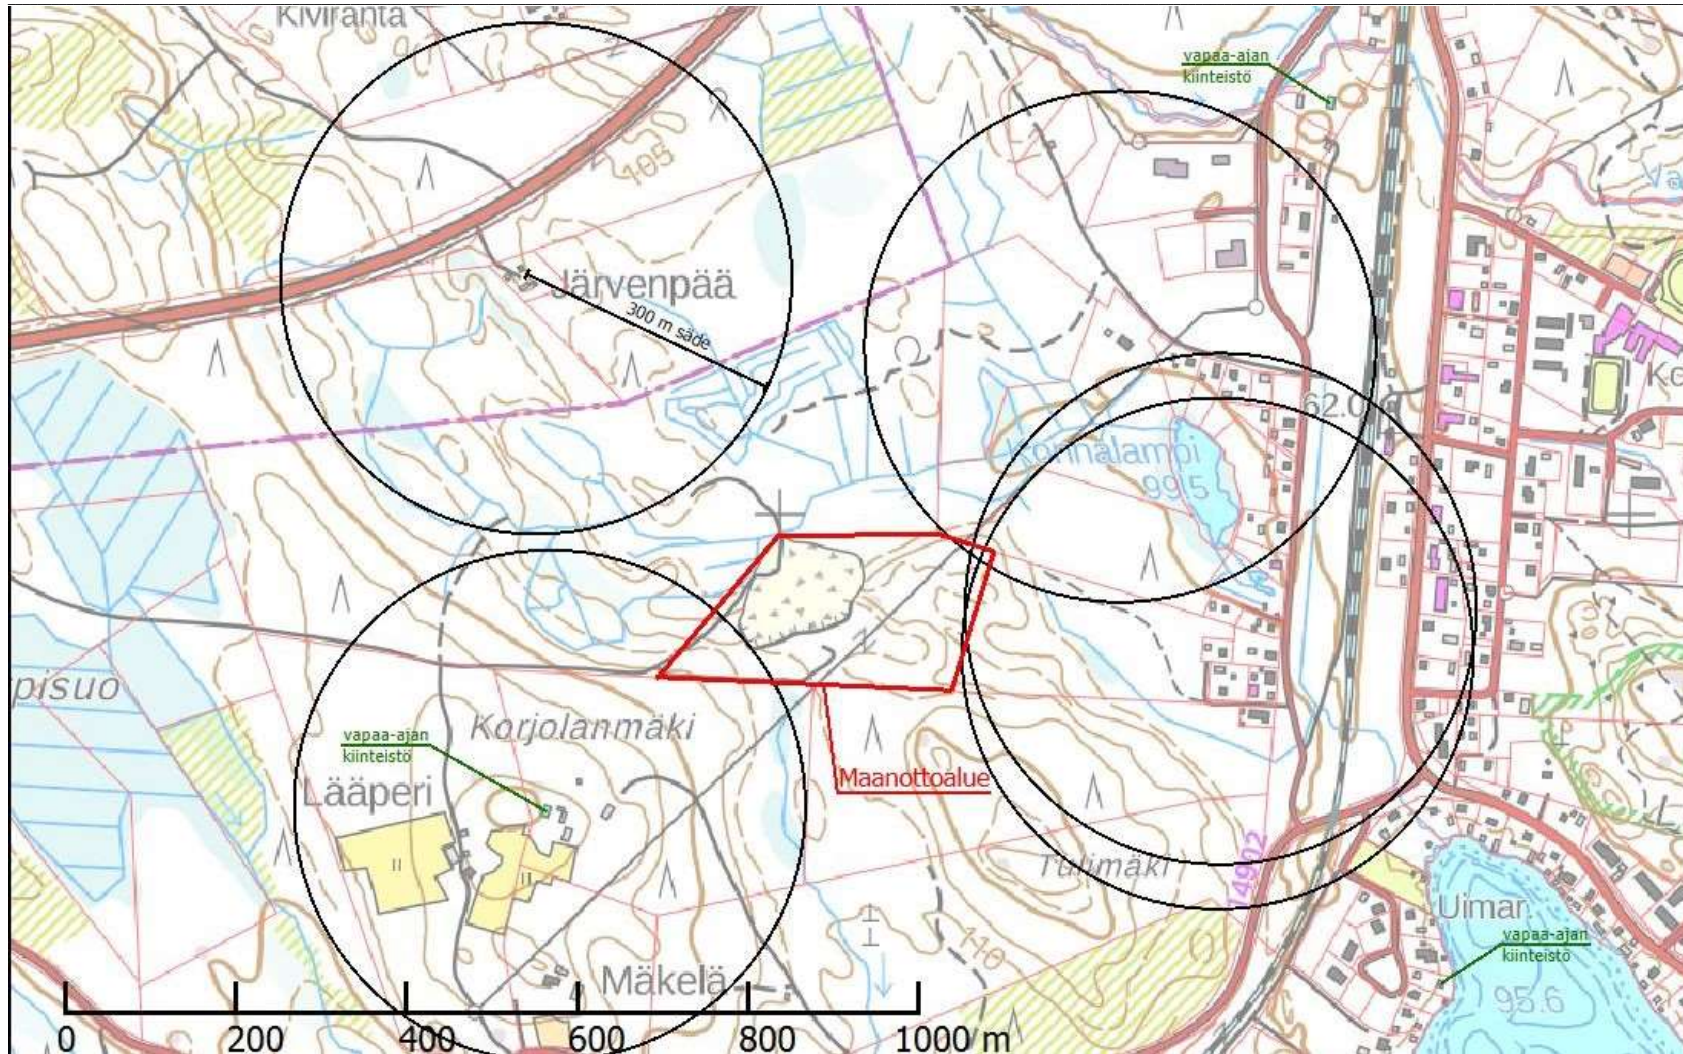 Kiviranta
vapaa-ajan
kiinteistö
105
Järvenpää
300 m säde
62.0
Konnalampi
99.5
pisuo
Korjolanmäki
vapaa-ajan
kiinteistö
Lääperi
Maanottoalue
Tulimäki
14902
Uimar.
vapaa-ajan
kiinteistö
110
Mäkelä
95.6
0 200 400 600 800 1000 m